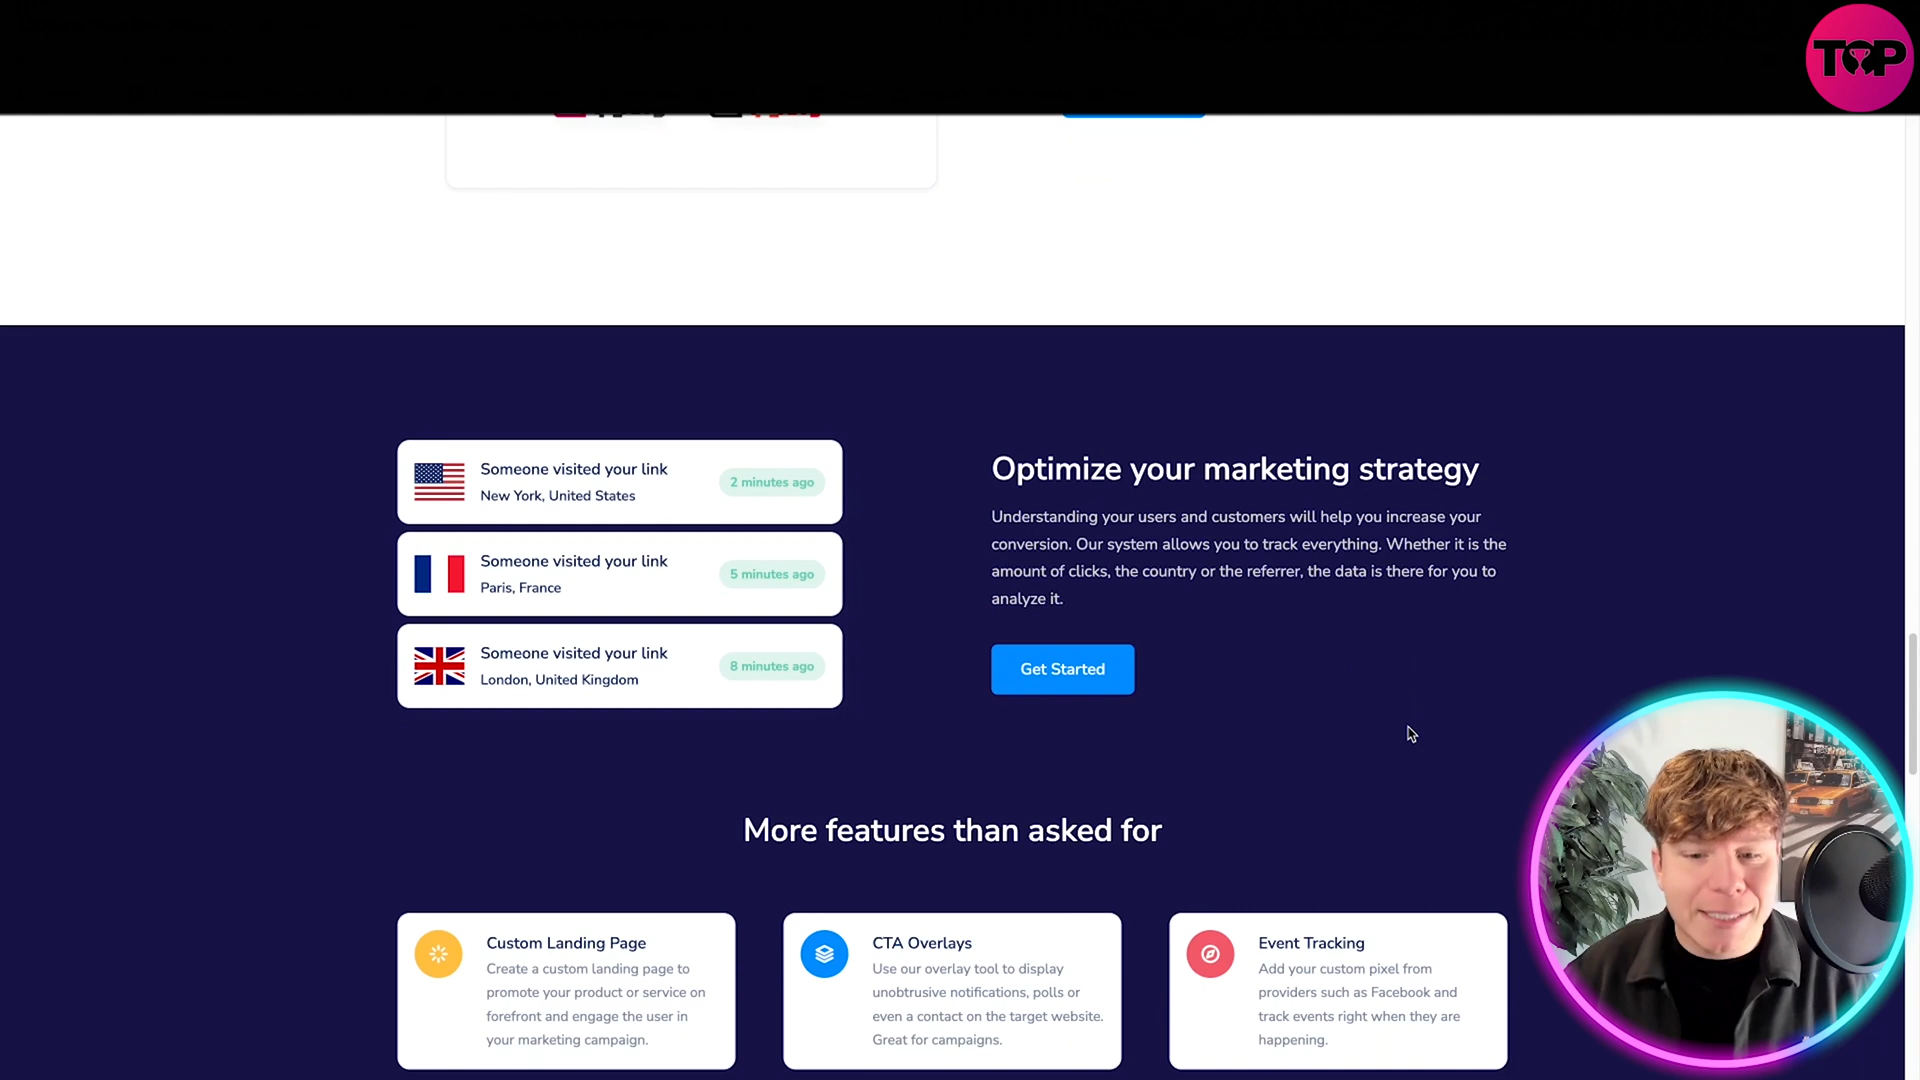 TOP
Someone visited your link
New York, United States
2 minutes ago
Someone visited your link
Paris, France
5 minutes ago
Someone visited your link
London, United Kingdom
8 minutes ago
Optimize your marketing strategy
Understanding your users and customers will help you increase your
conversion. Our system allows you to track everything. Whether it is the
amount of clicks, the country or the referrer, the data is there for you to
analyze it.
Get Started
More features than asked for
Custom Landing Page
Create a custom landing page to
promote your product or service on
forefront and engage the user in
your marketing campaign.
CTA Overlays
Use our overlay tool to display
unobtrusive notifications, polls or
even a contact on the target website.
Great for campaigns.
Event Tracking
Add your custom pixel from
providers such as Facebook and
track events right when they are
happening.